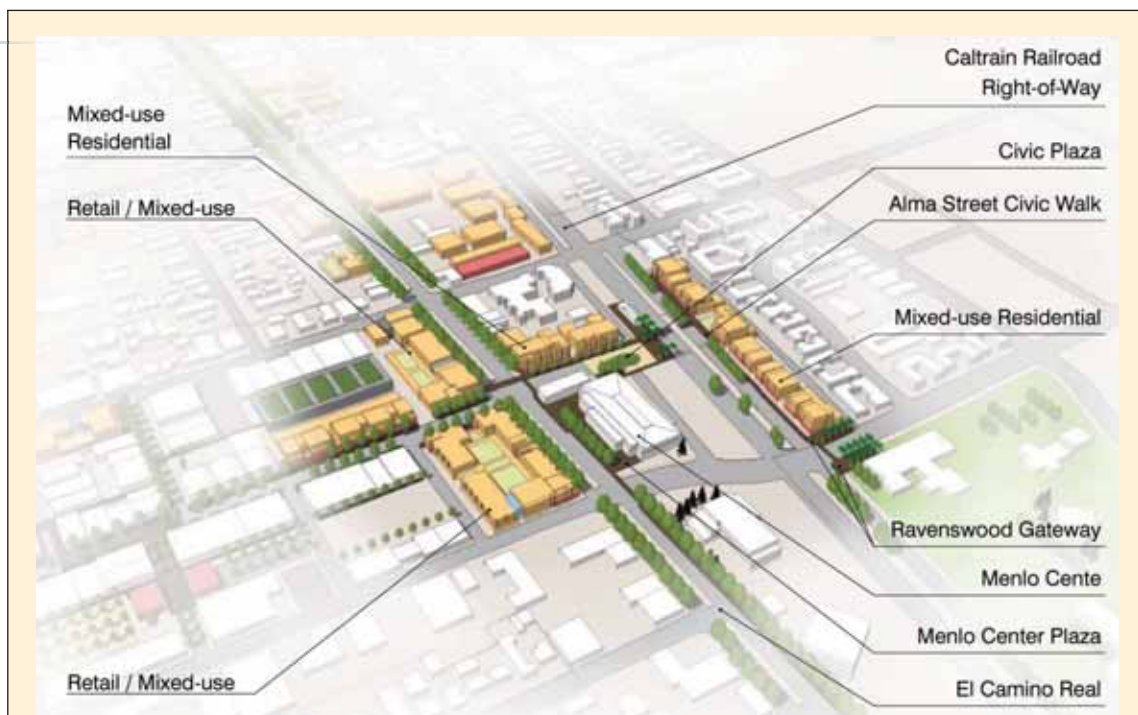 Mixed-use
Residential
Retail / Mixed-use
Retail / Mixed-use
Caltrain Railroad
Right-of-Way
Civic Plaza
Alma Street Civic Walk
Mixed-use Residential
Ravenswood Gateway
Menlo Cente
Menlo Center Plaza
El Camino Real